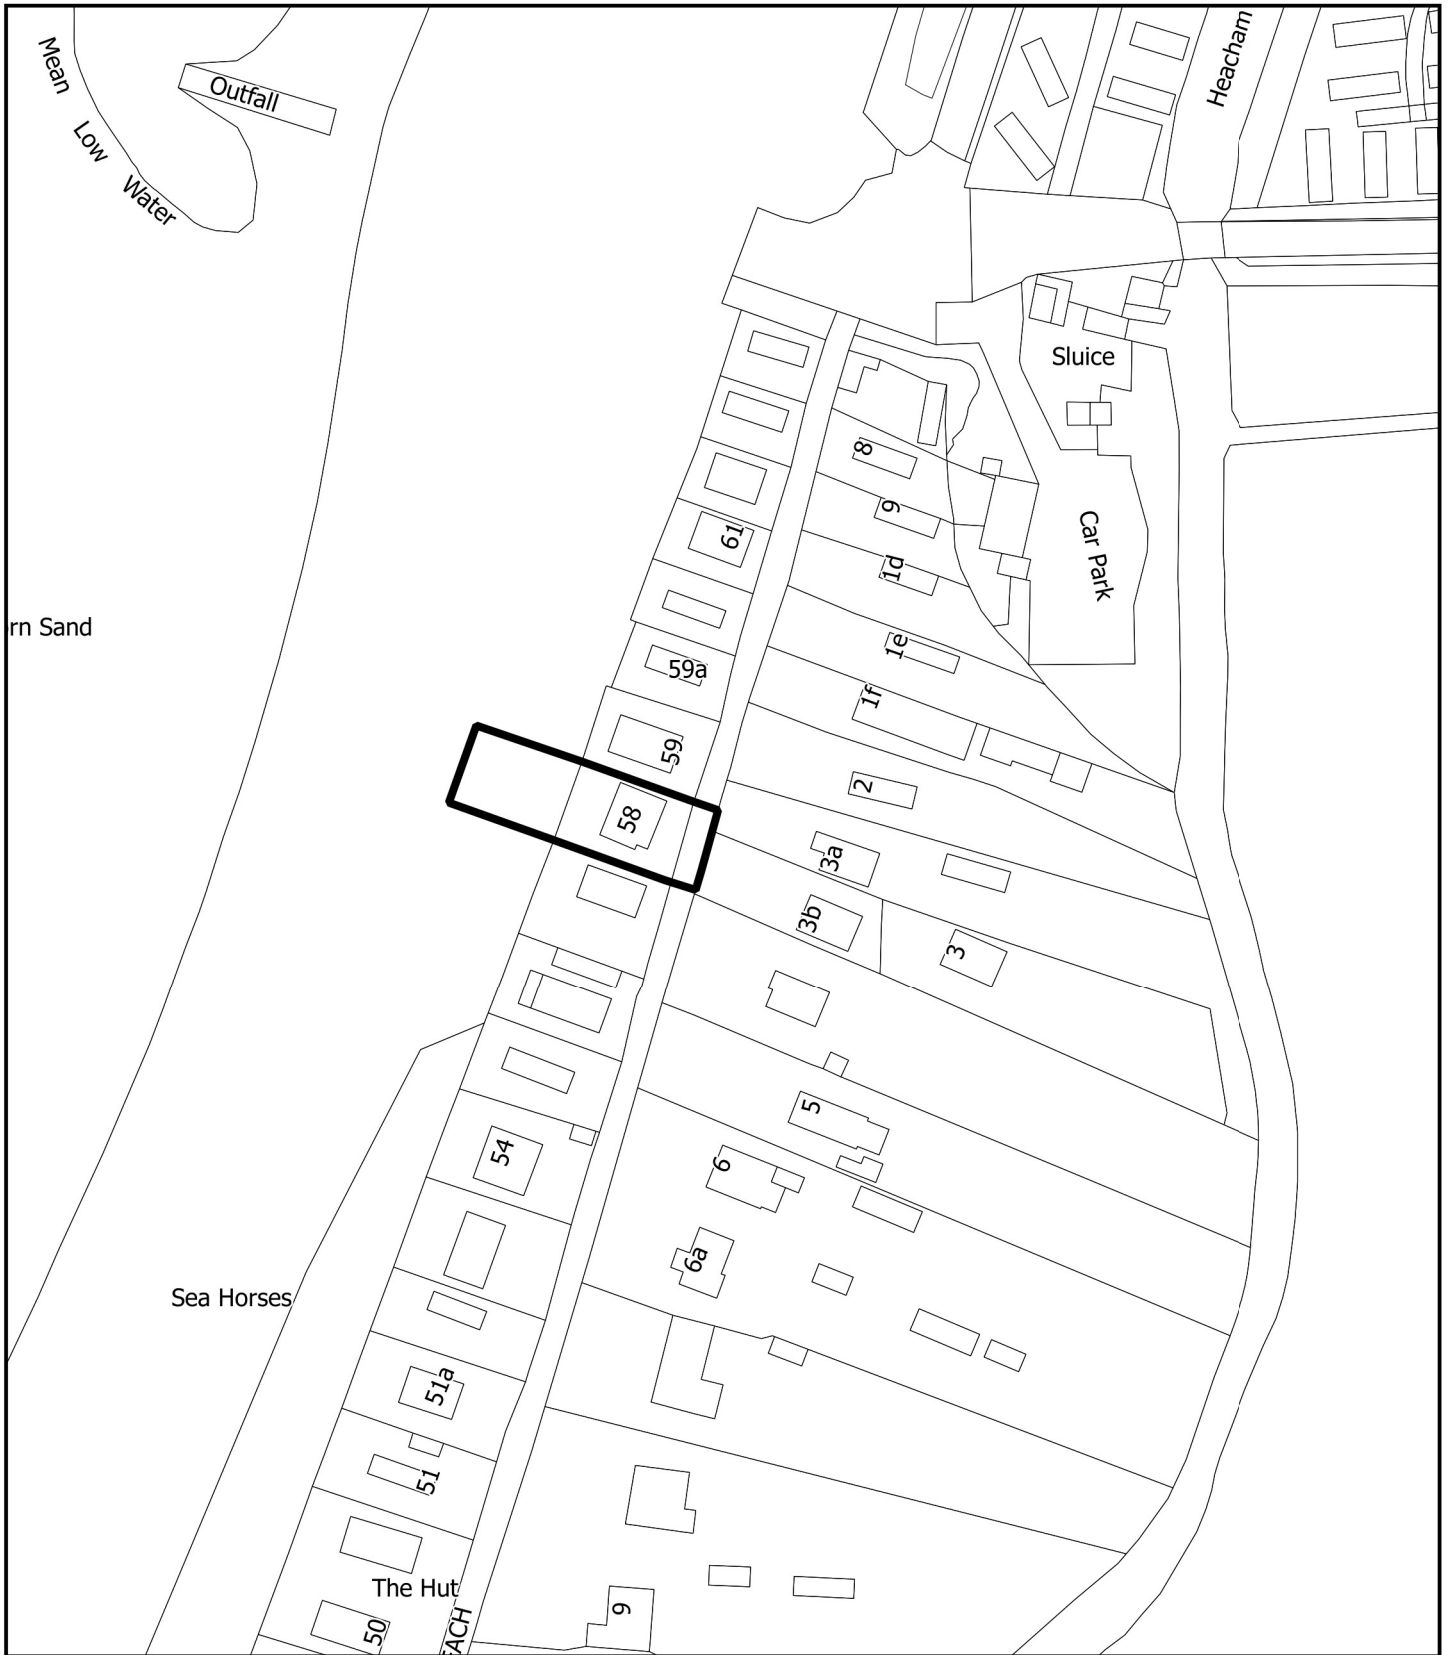 Mean
Low
Water
Outfall
Heacham
Sluice
Car Park
rn Sand
8
9
1d
1e
1f
61
59a
59
58
2
3a
3b
3
5
6
6a
54
Sea Horses
51a
51
The Hut
50
9
EACH